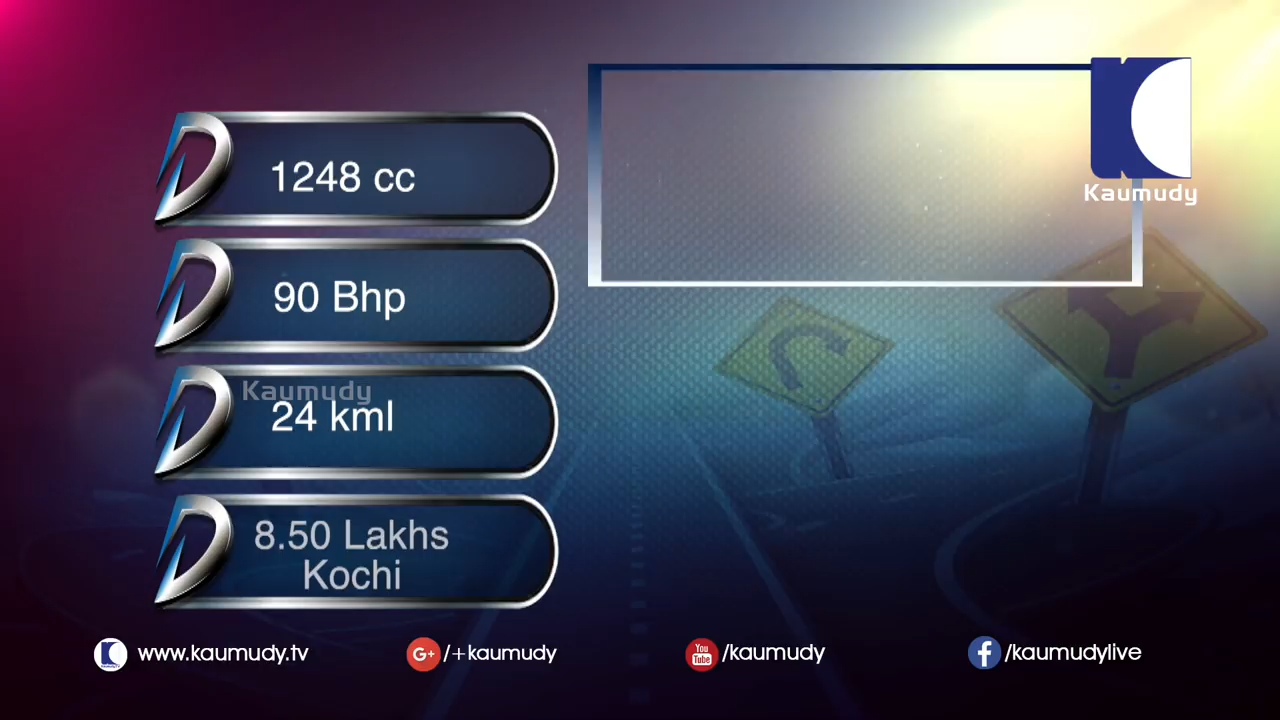 1248 cc
90 Bhp
Kaumudy
24 kml
8.50 Lakhs
Kochi
Kaumudy
www.kaumudy.tv
G+ /+kaumudy
You Tube /kaumudy
f /kaumudylive